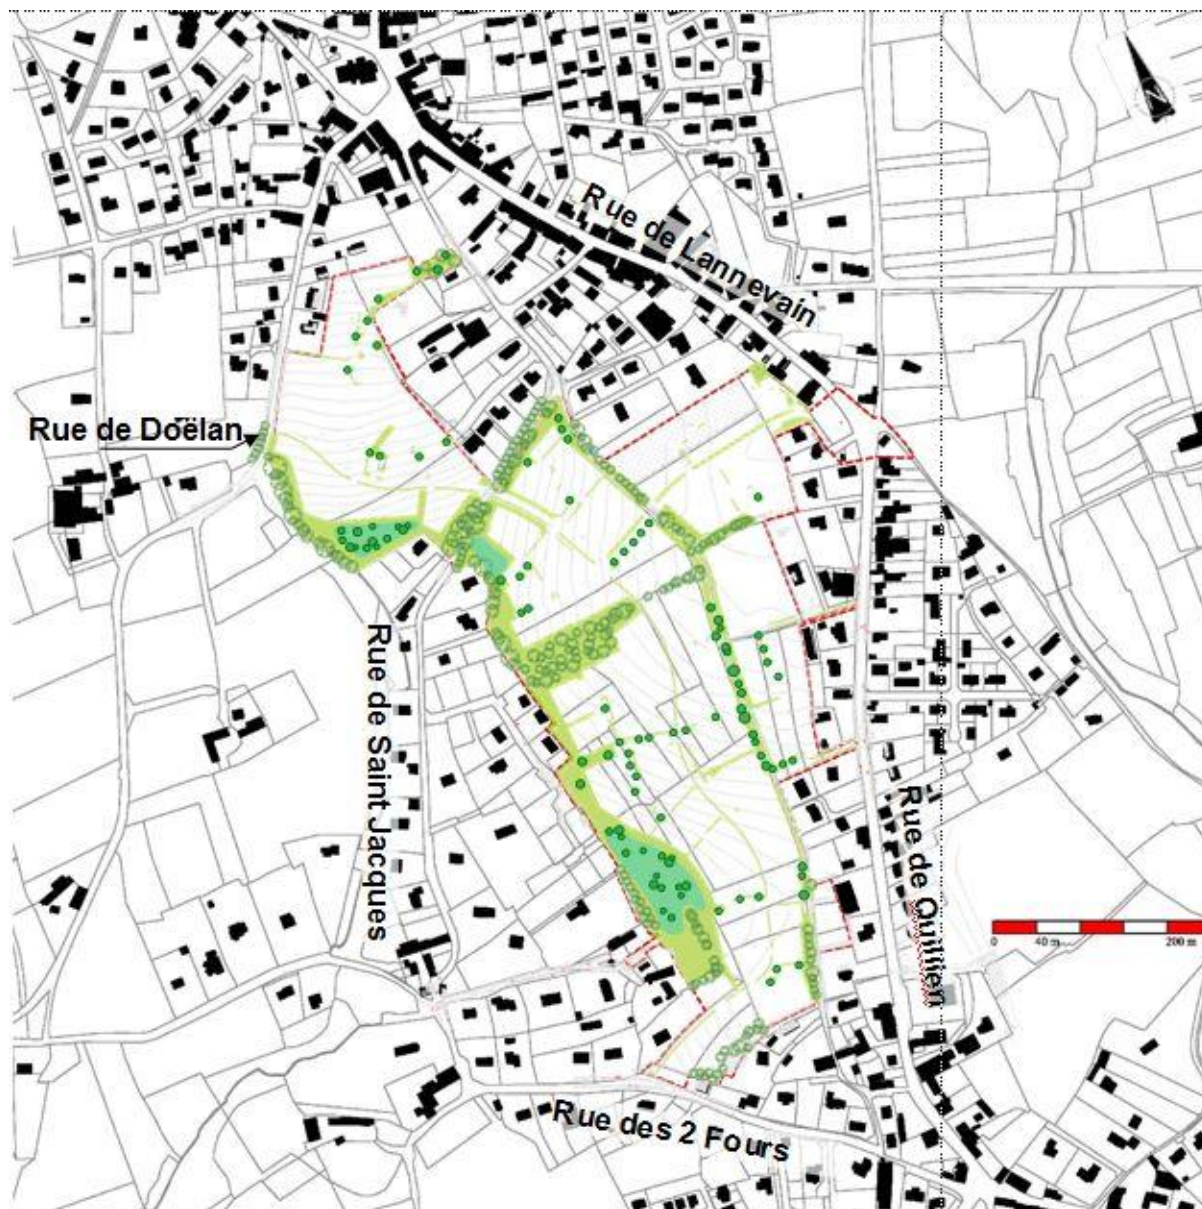 Rue de Lannevain
Rue de Doëlan
Rue de Saint Jacques
Rue de Quillien
0 40 m 200 m
Rue des 2 Fours